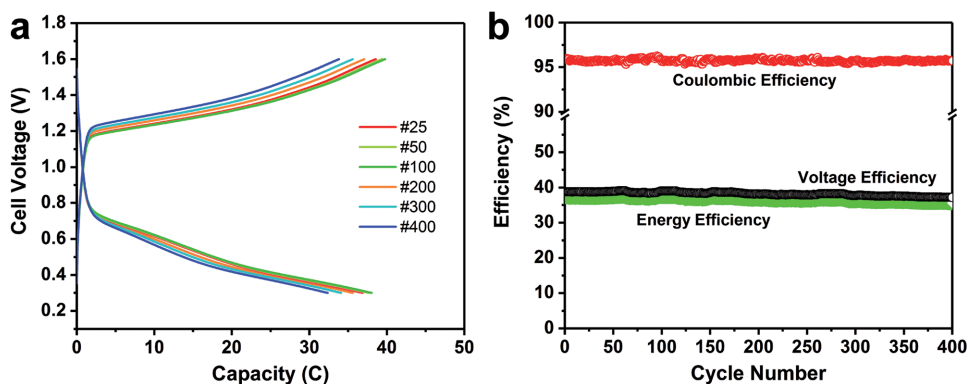 a
Cell Voltage (V)
1.8
1.6
1.4
1.2
1.0
0.8
0.6
0.4
0.2
#25
#50
#100
#200
#300
#400
0 10 20 30 40 50
Capacity (C)
b
Efficiency (%)
100
95
90
50
40
30
20
10
0
Coulombic Efficiency
Voltage Efficiency
Energy Efficiency
0 50 100 150 200 250 300 350 400
Cycle Number